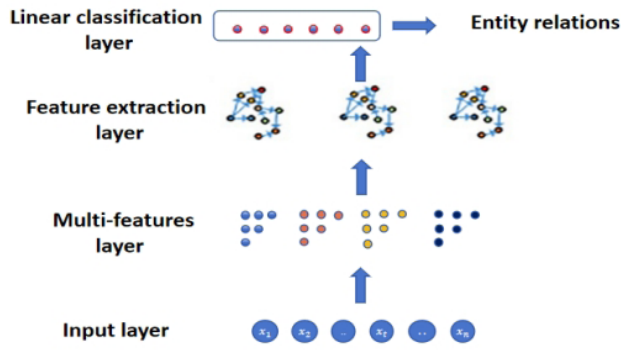 Linear classification
layer
Entity relations
Feature extraction
layer
Multi-features
layer
Input layer
x₁ x₂ .. xₜ .. xₙ